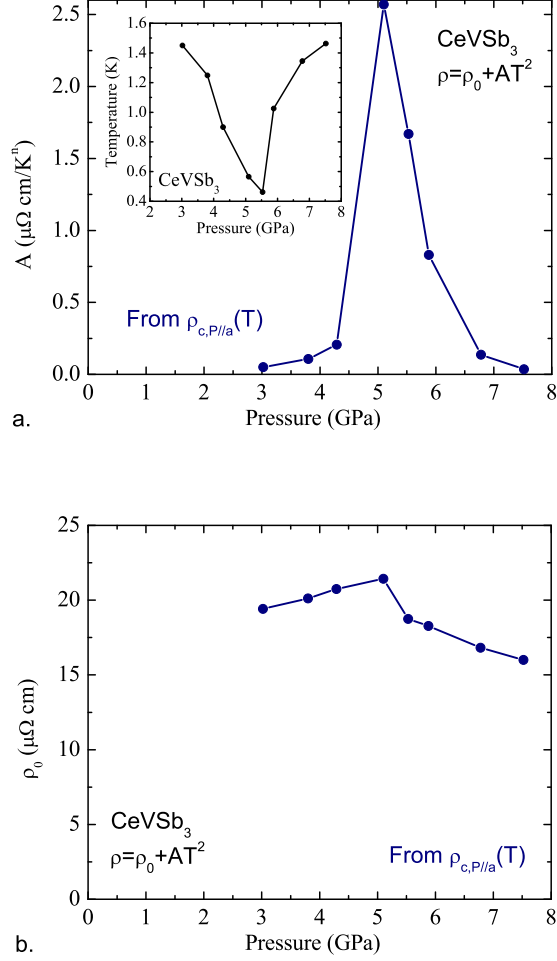 2.5
2.0
1.5
1.0
0.5
0.0
A (μΩ cm/Kⁿ)
CeVSb₃
ρ=ρ₀+AT²
1.6
1.4
1.2
1.0
0.8
0.6
0.4
Temperature (K)
CeVSb₃
2 3 4 5 6 7 8
Pressure (GPa)
From ρ_c,P//a(T)
0 1 2 3 4 5 6 7 8
Pressure (GPa)
a.
25
20
15
10
5
0
ρ₀ (μΩ cm)
CeVSb₃
ρ=ρ₀+AT²
From ρ_c,P//a(T)
0 1 2 3 4 5 6 7 8
Pressure (GPa)
b.